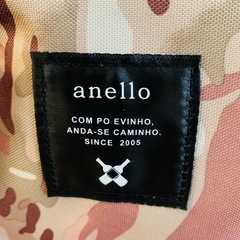 anello
COM PO EVINHO,
ANDA-SE CAMINHO.
SINCE 2005